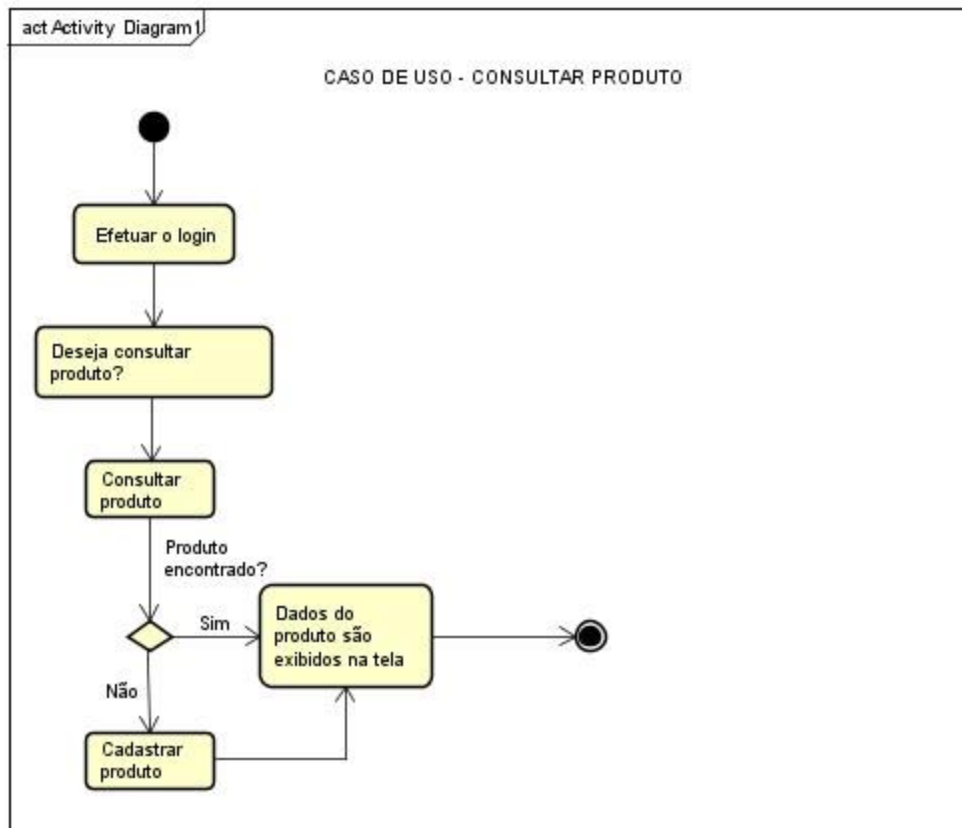 act Activity Diagram1
CASO DE USO - CONSULTAR PRODUTO
Efetuar o login
Deseja consultar
produto?
Consultar
produto
Produto
encontrado?
Sim
Dados do
produto são
exibidos na tela
Não
Cadastrar
produto